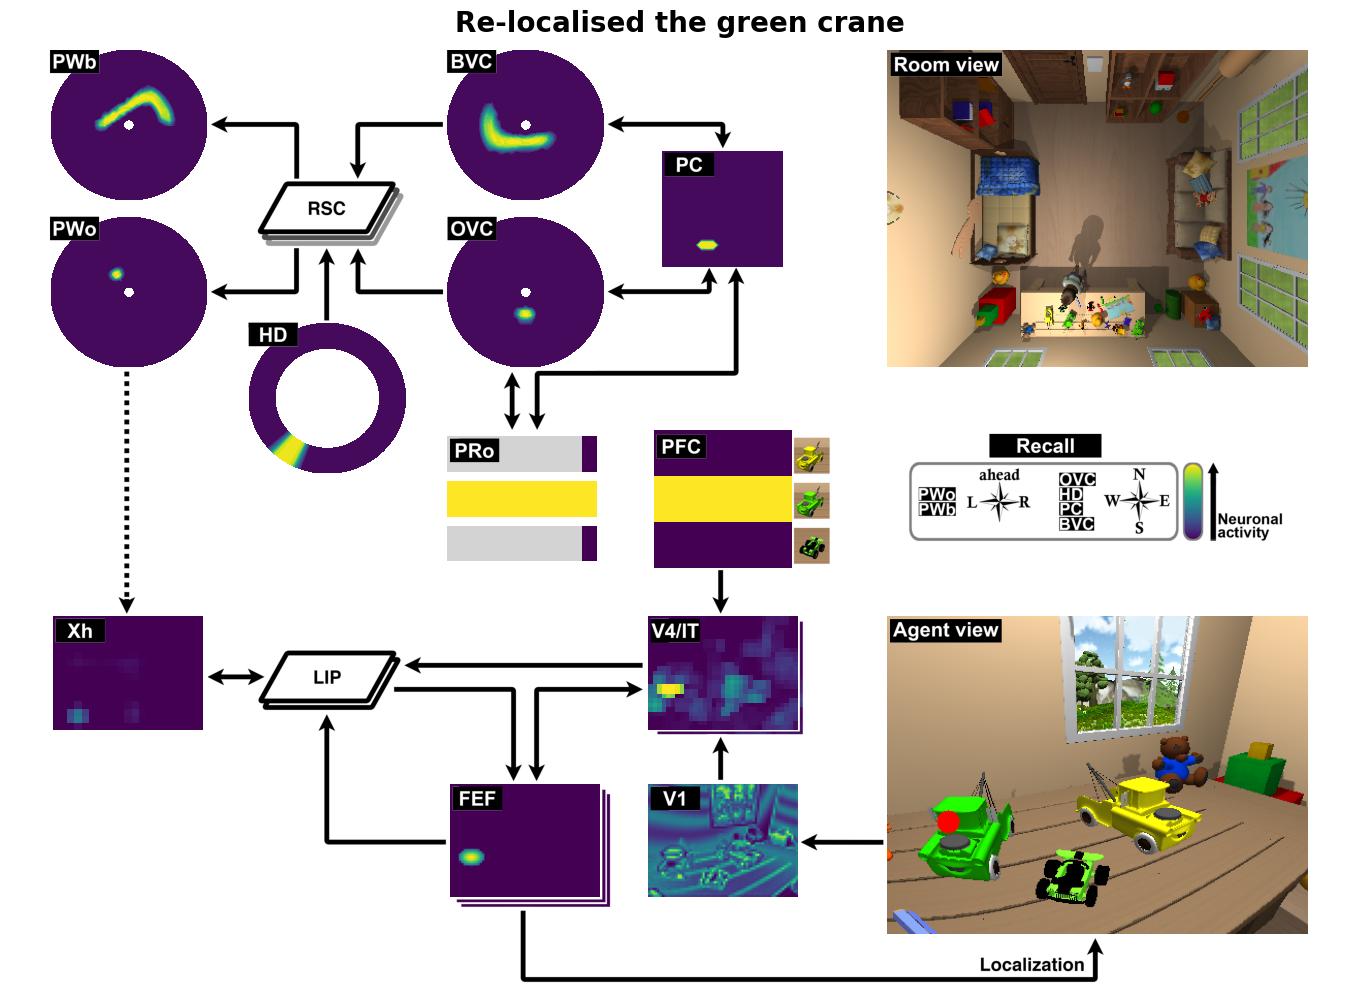 Re-localised the green crane
PWb
BVC
Room view
PC
RSC
PWo
OVC
HD
PRo
PFC
Recall
ahead
PWo
PWb
L
R
OVC
HD
PC
BVC
N
W
E
S
Neuronal
activity
Xh
LIP
V4/IT
Agent view
FEF
V1
Localization